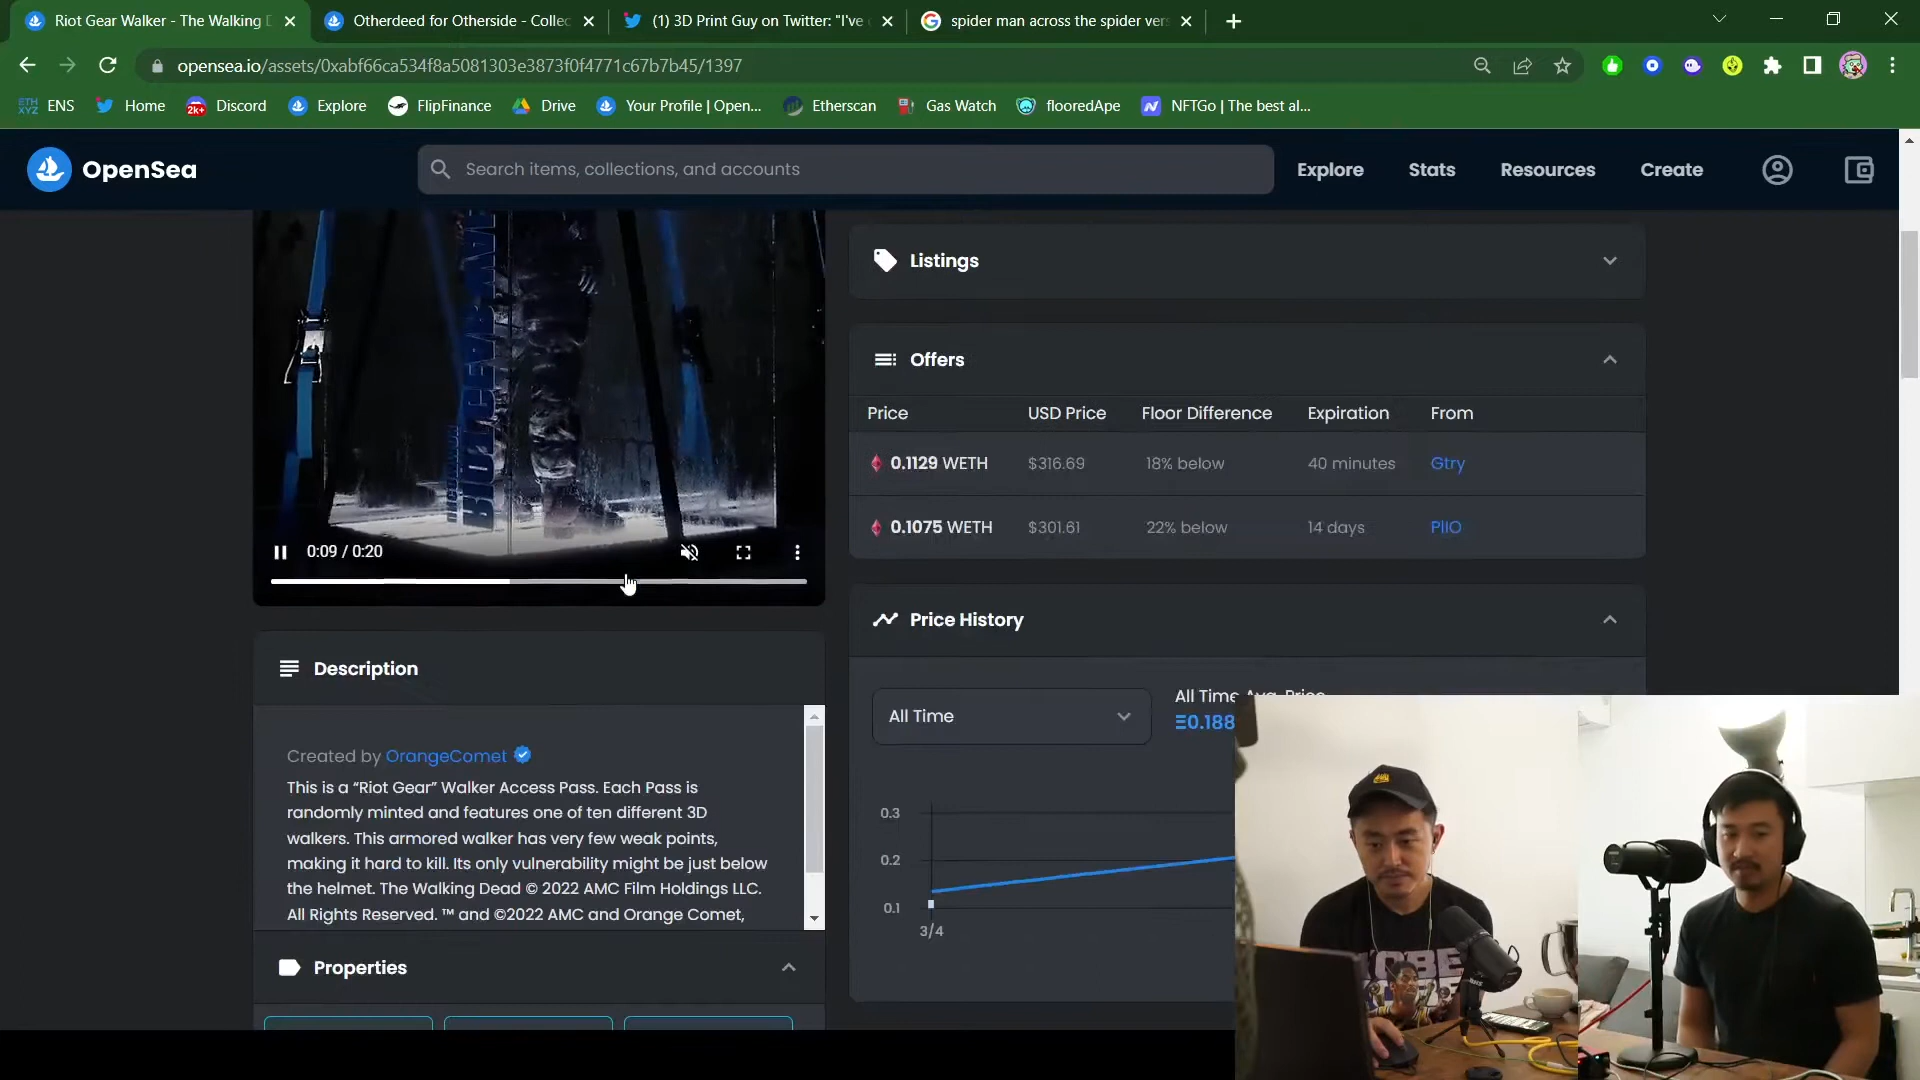 Riot Gear Walker - The Walking D
Otherdeed for Otherside - Collec
(1) 3D Print Guy on Twitter: "I've
spider man across the spider vers
opensea.io/assets/0xabf66ca534f8a5081303e3873f0f4771c67b7b45/1397
ETH XYZ ENS
Home
2k+ Discord
Explore
FlipFinance
Drive
Your Profile | Open...
Etherscan
Gas Watch
flooredApe
NFTGo | The best al...
OpenSea
Search items, collections, and accounts
Explore
Stats
Resources
Create
0:09 / 0:20
Listings
Offers
Price USD Price Floor Difference Expiration From
0.1129 WETH $316.69 18% below 40 minutes Gtry
0.1075 WETH $301.61 22% below 14 days PllO
Description
Created by OrangeComet
This is a “Riot Gear” Walker Access Pass. Each Pass is
randomly minted and features one of ten different 3D
walkers. This armored walker has very few weak points,
making it hard to kill. Its only vulnerability might be just below
the helmet. The Walking Dead © 2022 AMC Film Holdings LLC.
All Rights Reserved. ™ and ©2022 AMC and Orange Comet,
Properties
Price History
All Time
All Time Avg. Price
Ξ0.188
0.3
0.2
0.1
3/4
KOBE